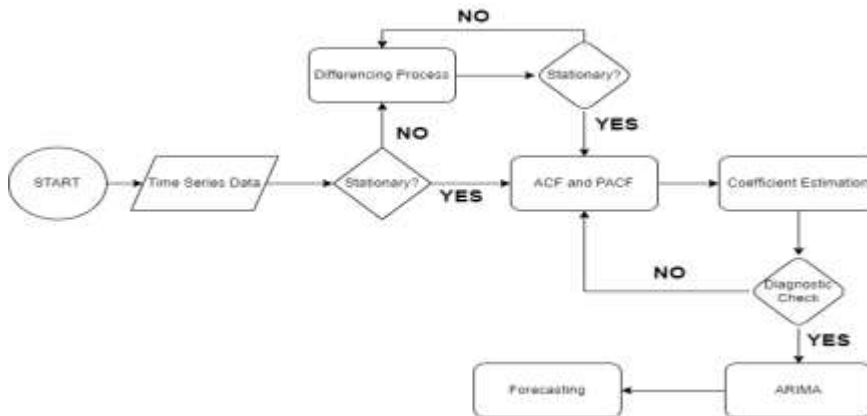 NO
Differencing Process
Stationary?
NO
YES
START
Time Series Data
Stationary?
YES
ACF and PACF
Coefficient Estimation
NO
Diagnostic
Check
YES
Forecasting
ARIMA